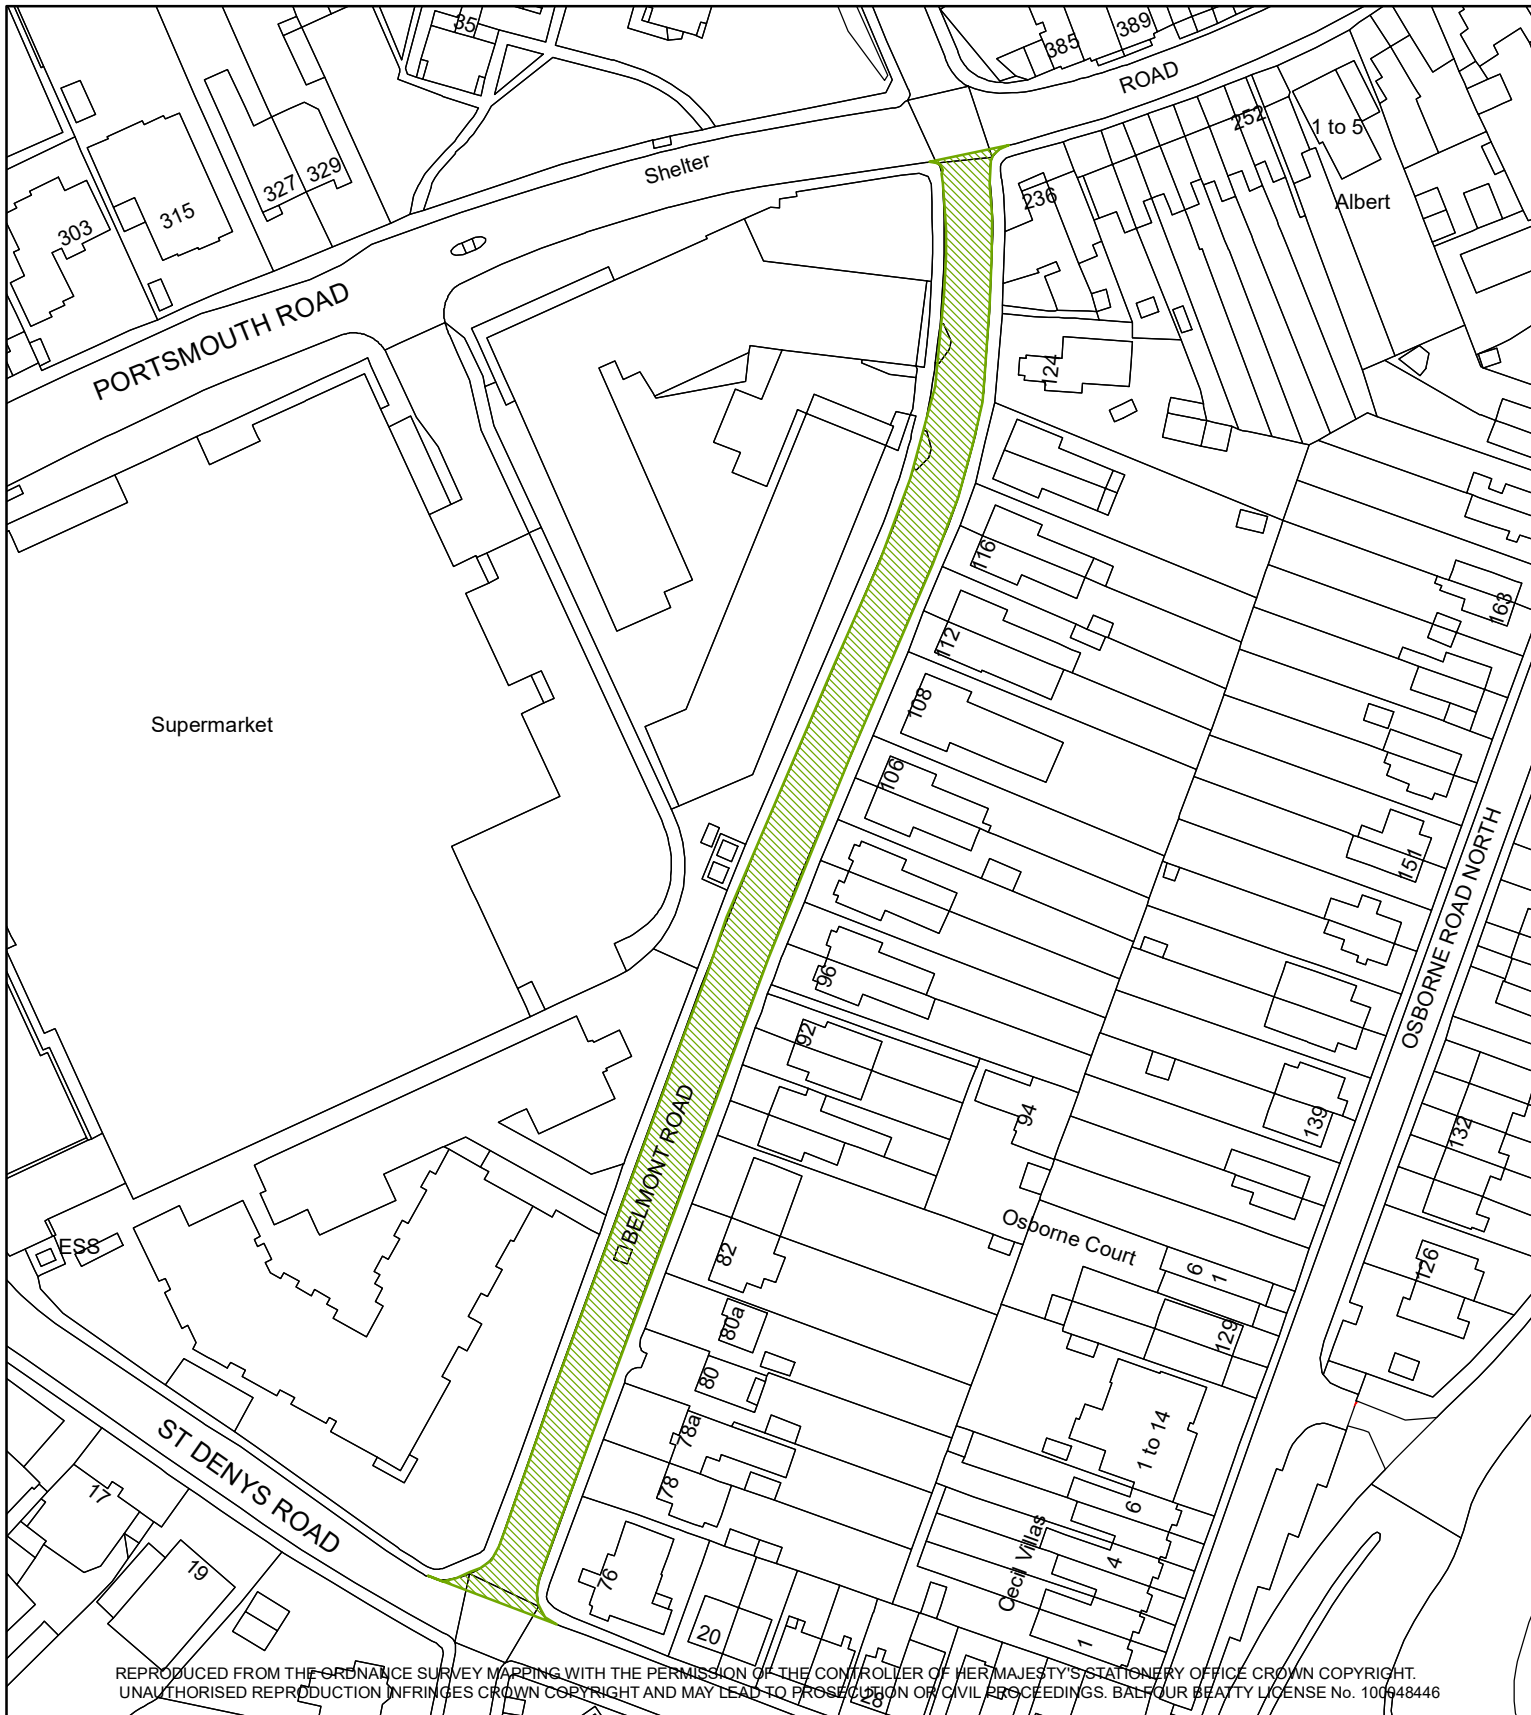 35
385
389
ROAD
252
1 to 5
Shelter
327
329
236
Albert
315
303
PORTSMOUTH ROAD
124
116
163
112
108
Supermarket
106
151
OSBORNE ROAD NORTH
96
92
94
139
132
BELMONT ROAD
Osborne Court
ESS
82
6
1
126
80a
129
80
78a
1 to 14
ST DENYS ROAD
78
17
6
Cecil Villas
4
19
76
20
1
REPRODUCED FROM THE ORDNANCE SURVEY MAPPING WITH THE PERMISSION OF THE CONTROLLER OF HER MAJESTY'S STATIONERY OFFICE CROWN COPYRIGHT.
UNAUTHORISED REPRODUCTION INFRINGES CROWN COPYRIGHT AND MAY LEAD TO PROSECUTION OR CIVIL PROCEEDINGS. BALFOUR BEATTY LICENSE No. 100048446
28